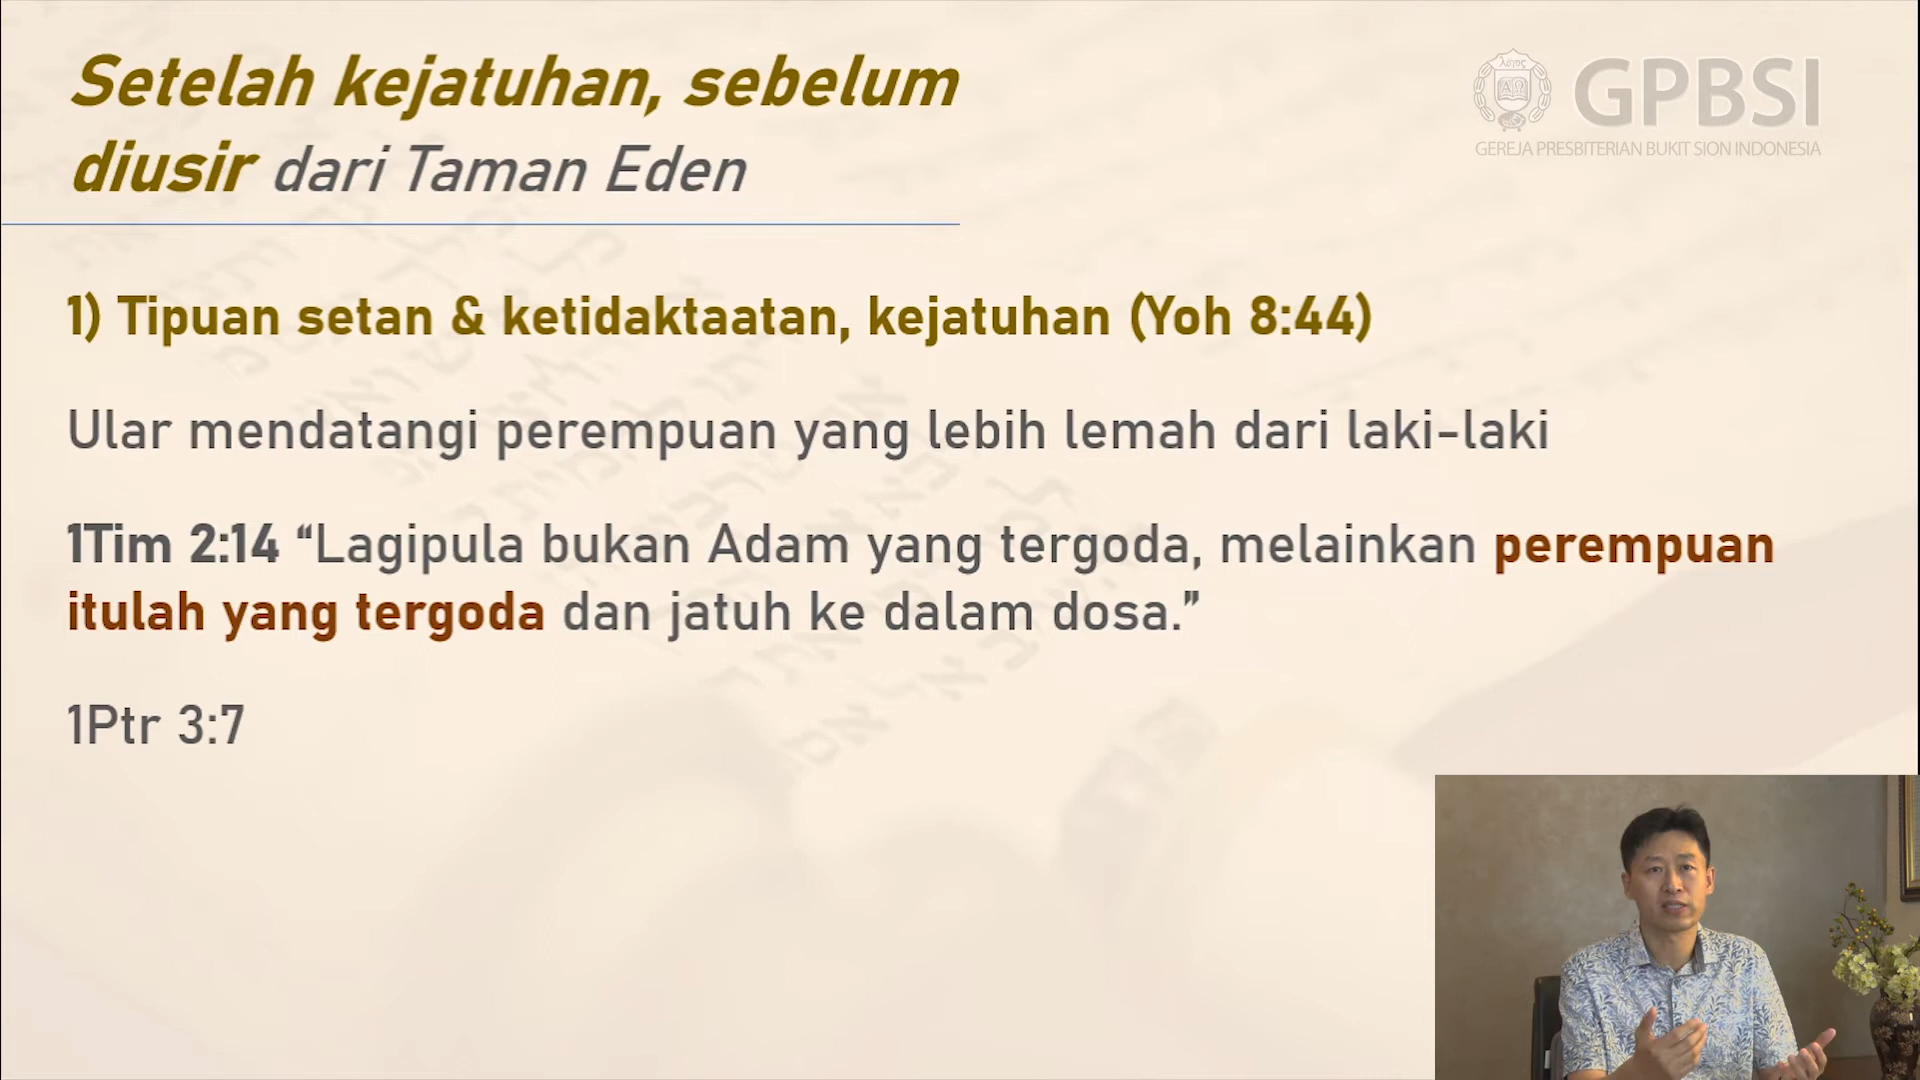 Setelah kejatuhan, sebelum
diusir dari Taman Eden
λόγος
ΑΩ
GPBSI
GEREJA PRESBITERIAN BUKIT SION INDONESIA
1) Tipuan setan & ketidaktaatan, kejatuhan (Yoh 8:44)
Ular mendatangi perempuan yang lebih lemah dari laki-laki
1Tim 2:14 “Lagipula bukan Adam yang tergoda, melainkan perempuan
itulah yang tergoda dan jatuh ke dalam dosa.”
1Ptr 3:7